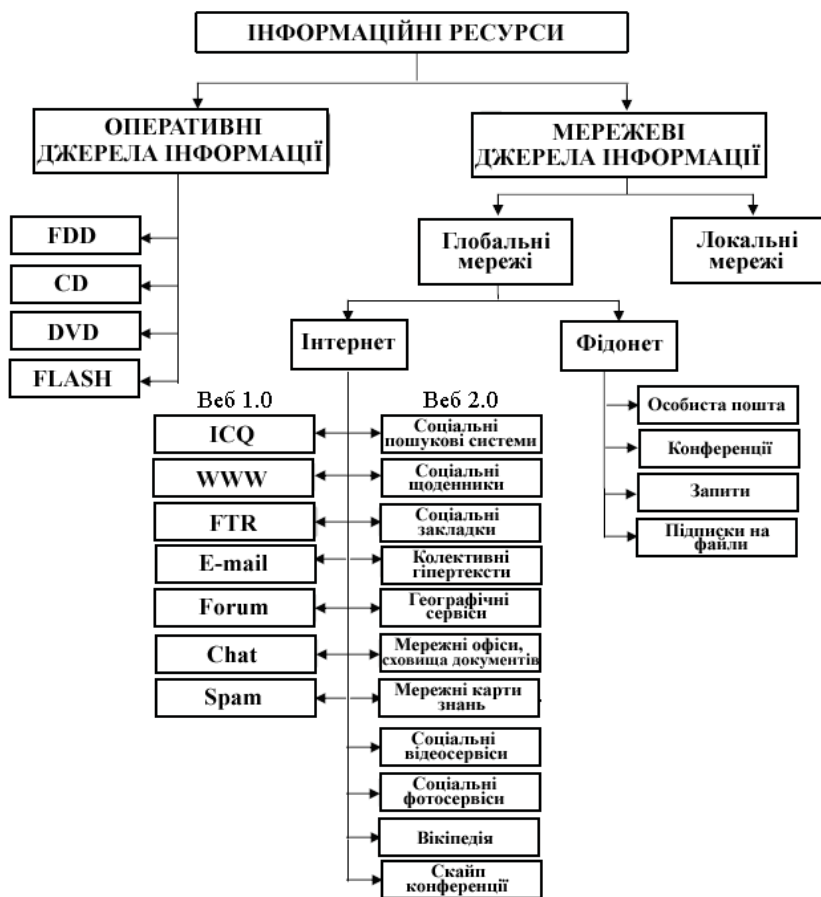 ІНФОРМАЦІЙНІ РЕСУРСИ
ОПЕРАТИВНІ
ДЖЕРЕЛА ІНФОРМАЦІЇ
МЕРЕЖЕВІ
ДЖЕРЕЛА ІНФОРМАЦІЇ
FDD
CD
DVD
FLASH
Глобальні
мережі
Локальні
мережі
Інтернет
Фідонет
Веб 1.0
ICQ
WWW
FTR
E-mail
Forum
Chat
Spam
Веб 2.0
Соціальні
пошукові системи
Соціальні
щоденники
Соціальні
закладки
Колективні
гіпертексти
Географічні
сервіси
Мережні офіси,
сховища документів
Мережні карти
знань
Соціальні
відеосервіси
Соціальні
фотосервіси
Вікіпедія
Скайп
конференції
Особиста пошта
Конференції
Запити
Підписки на
файли